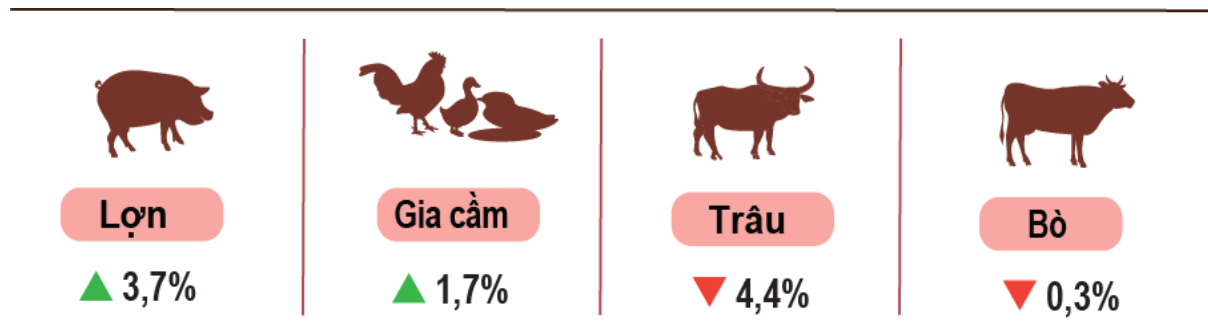 Lợn
3,7%
Gia cầm
1,7%
Trâu
4,4%
Bò
0,3%